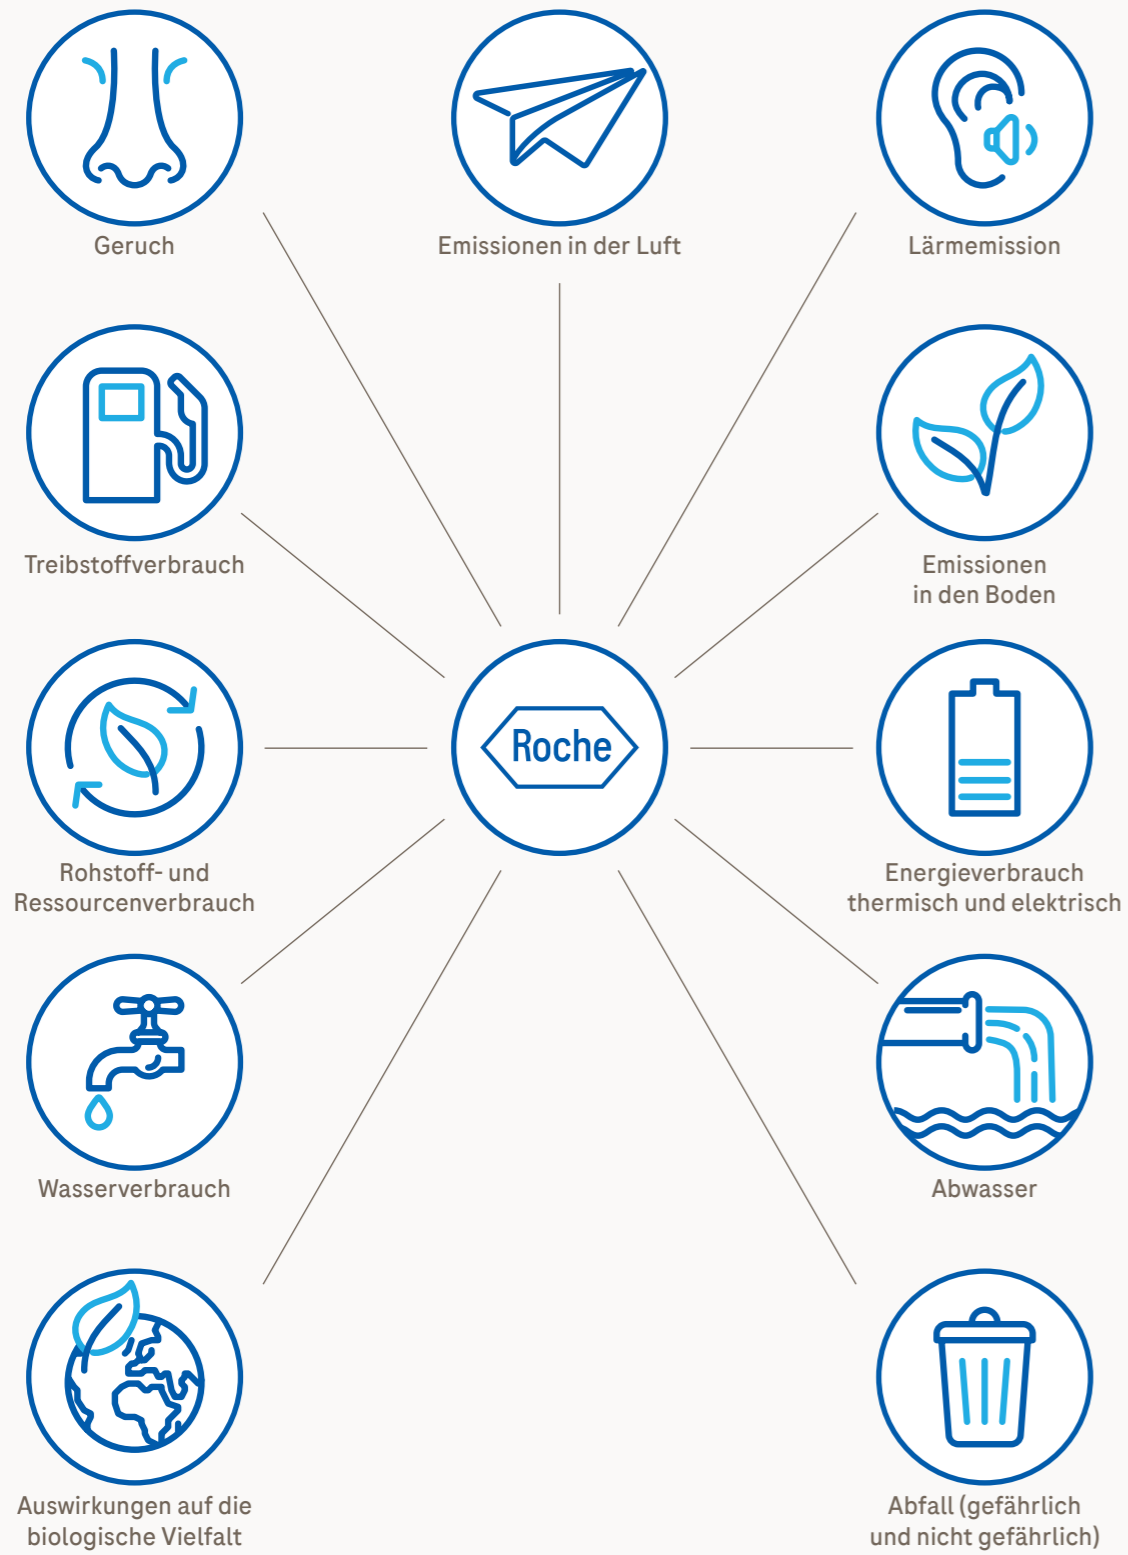 Geruch
Emissionen in der Luft
Lärmemission
Treibstoffverbrauch
Emissionen
in den Boden
Roche
Rohstoff- und
Ressourcenverbrauch
Energieverbrauch
thermisch und elektrisch
Wasserverbrauch
Abwasser
Auswirkungen auf die
biologische Vielfalt
Abfall (gefährlich
und nicht gefährlich)